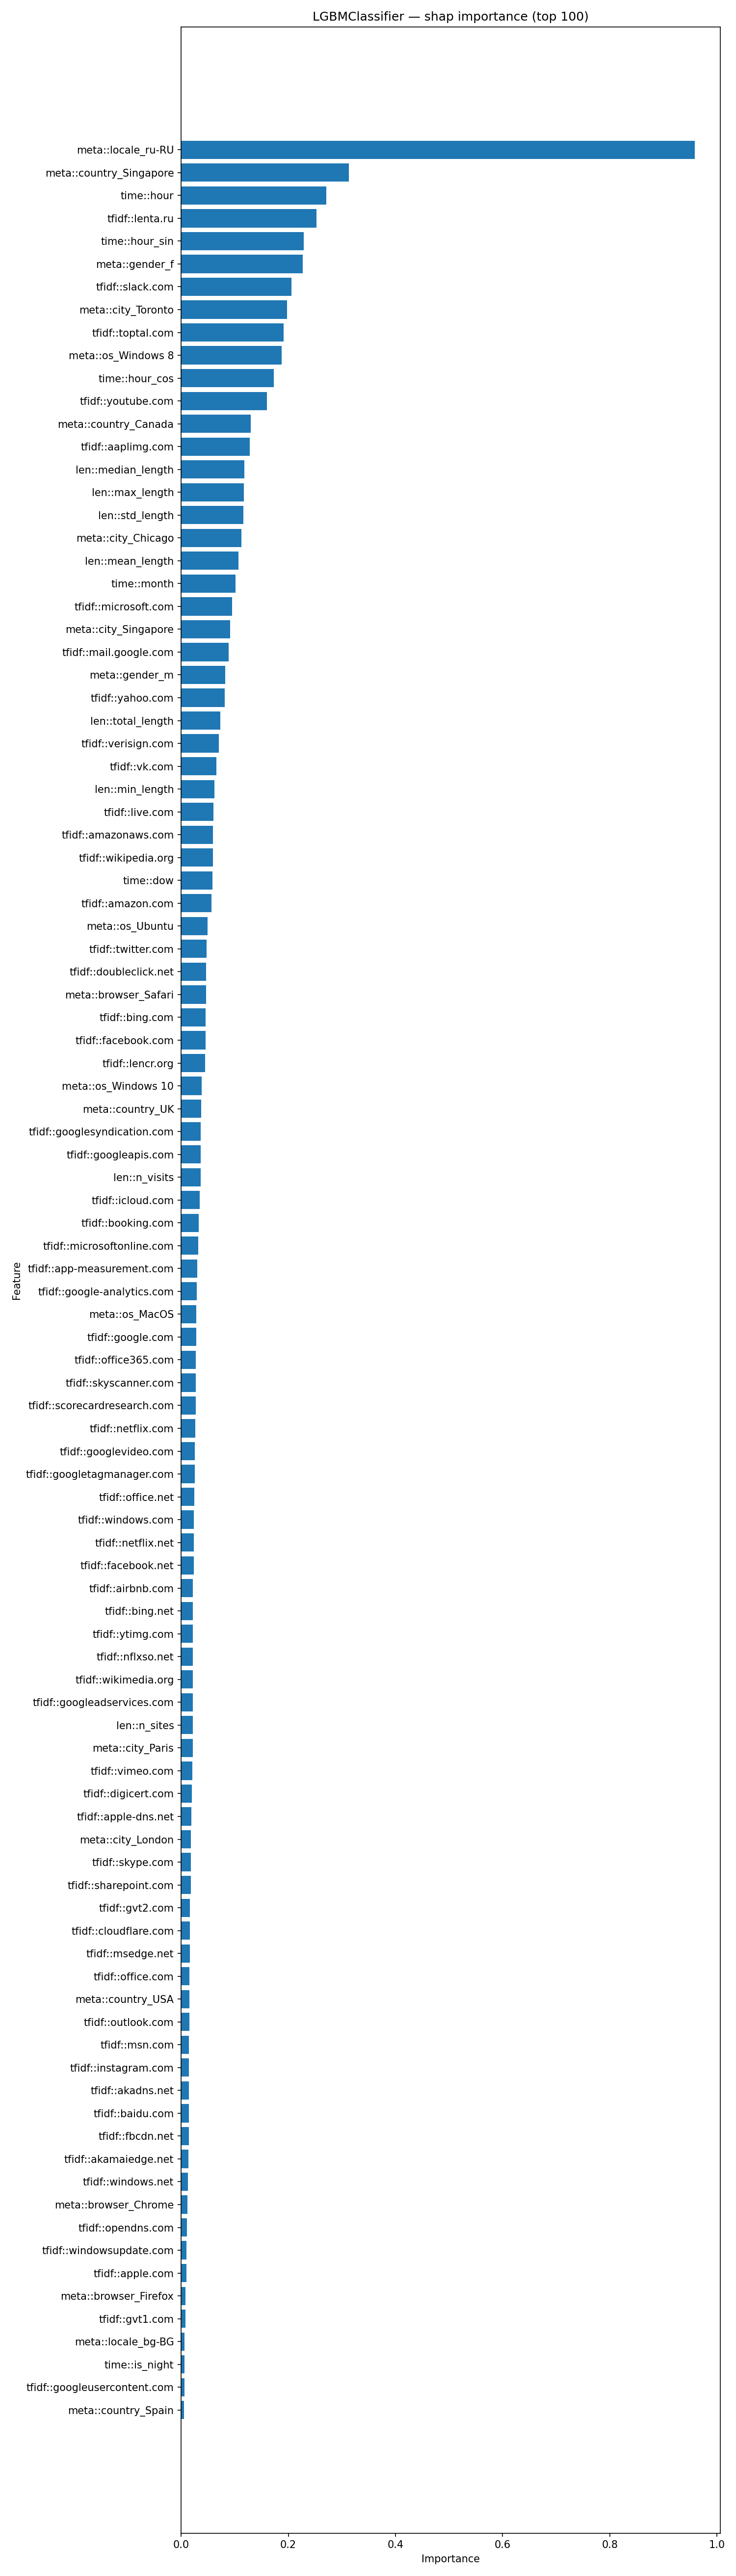 LGBMClassifier — shap importance (top 100)
meta::locale_ru-RU
meta::country_Singapore
time::hour
tfidf::lenta.ru
time::hour_sin
meta::gender_f
tfidf::slack.com
meta::city_Toronto
tfidf::toptal.com
meta::os_Windows 8
time::hour_cos
tfidf::youtube.com
meta::country_Canada
tfidf::aaplimg.com
len::median_length
len::max_length
len::std_length
meta::city_Chicago
len::mean_length
time::month
tfidf::microsoft.com
meta::city_Singapore
tfidf::mail.google.com
meta::gender_m
tfidf::yahoo.com
len::total_length
tfidf::verisign.com
tfidf::vk.com
len::min_length
tfidf::live.com
tfidf::amazonaws.com
tfidf::wikipedia.org
time::dow
tfidf::amazon.com
meta::os_Ubuntu
tfidf::twitter.com
tfidf::doubleclick.net
meta::browser_Safari
tfidf::bing.com
tfidf::facebook.com
tfidf::lencr.org
meta::os_Windows 10
meta::country_UK
tfidf::googlesyndication.com
tfidf::googleapis.com
len::n_visits
tfidf::icloud.com
tfidf::booking.com
tfidf::microsoftonline.com
tfidf::app-measurement.com
tfidf::google-analytics.com
meta::os_MacOS
tfidf::google.com
tfidf::office365.com
tfidf::skyscanner.com
tfidf::scorecardresearch.com
tfidf::netflix.com
tfidf::googlevideo.com
tfidf::googletagmanager.com
tfidf::office.net
tfidf::windows.com
tfidf::netflix.net
tfidf::facebook.net
tfidf::airbnb.com
tfidf::bing.net
tfidf::ytimg.com
tfidf::nflxso.net
tfidf::wikimedia.org
tfidf::googleadservices.com
len::n_sites
meta::city_Paris
tfidf::vimeo.com
tfidf::digicert.com
tfidf::apple-dns.net
meta::city_London
tfidf::skype.com
tfidf::sharepoint.com
tfidf::gvt2.com
tfidf::cloudflare.com
tfidf::msedge.net
tfidf::office.com
meta::country_USA
tfidf::outlook.com
tfidf::msn.com
tfidf::instagram.com
tfidf::akadns.net
tfidf::baidu.com
tfidf::fbcdn.net
tfidf::akamaiedge.net
tfidf::windows.net
meta::browser_Chrome
tfidf::opendns.com
tfidf::windowsupdate.com
tfidf::apple.com
meta::browser_Firefox
tfidf::gvt1.com
meta::locale_bg-BG
time::is_night
tfidf::googleusercontent.com
meta::country_Spain
Feature
0.0 0.2 0.4 0.6 0.8 1.0
Importance